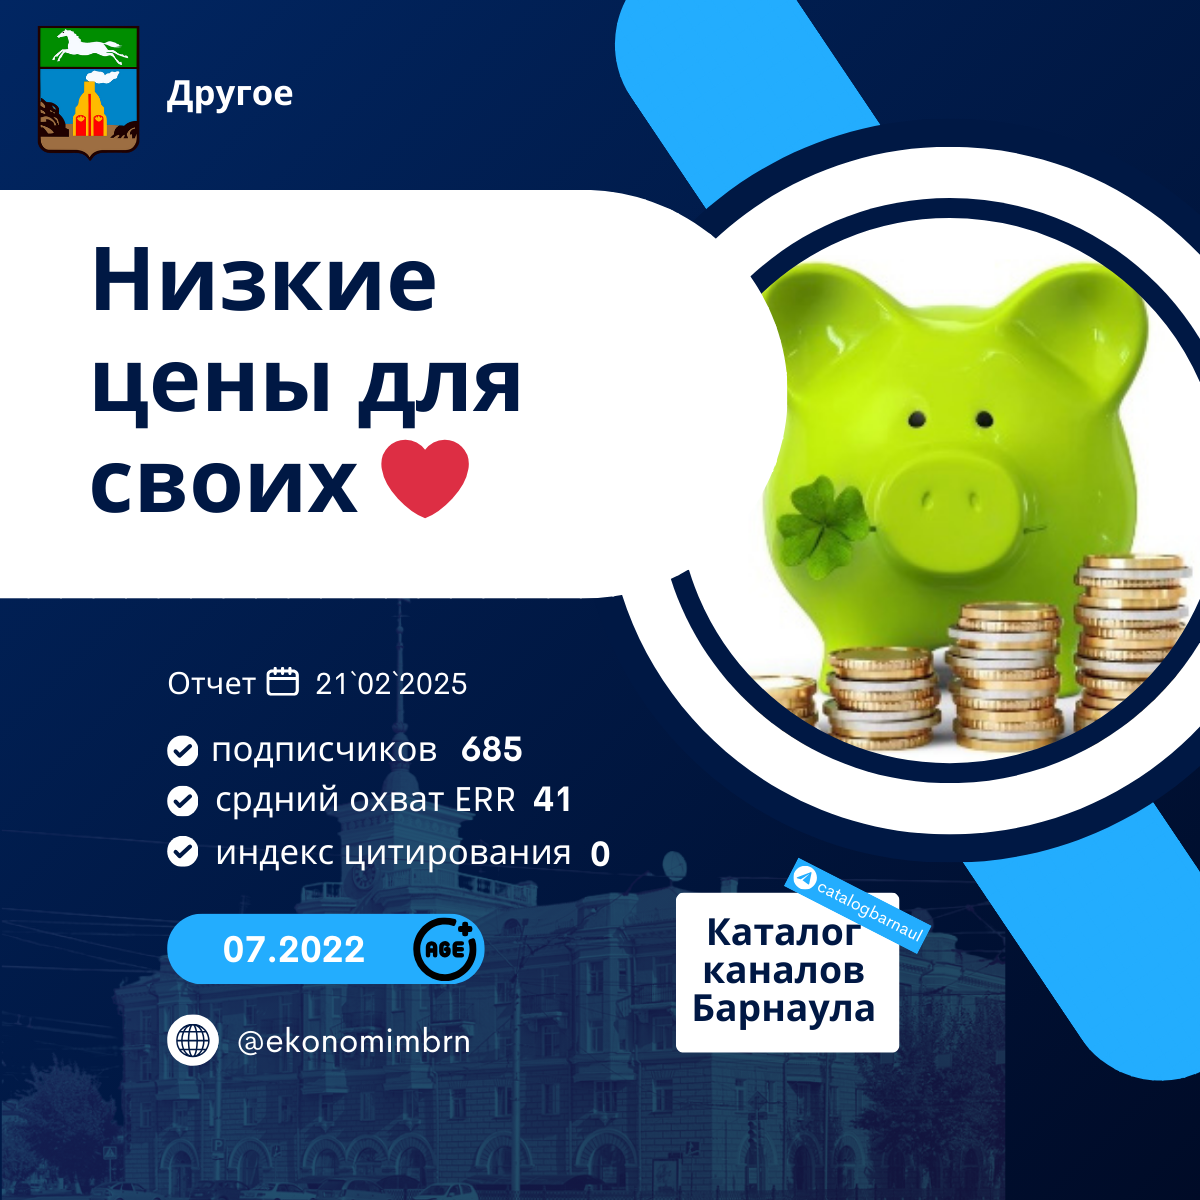 Другое
Низкие
цены для
своих ❤
Отчет 21`02`2025
подписчиков 685
срдний охват ERR 41
индекс цитирования 0
07.2022 AGE+
@ekonomimbrn
catalogbarnaul
Каталог
каналов
Барнаула